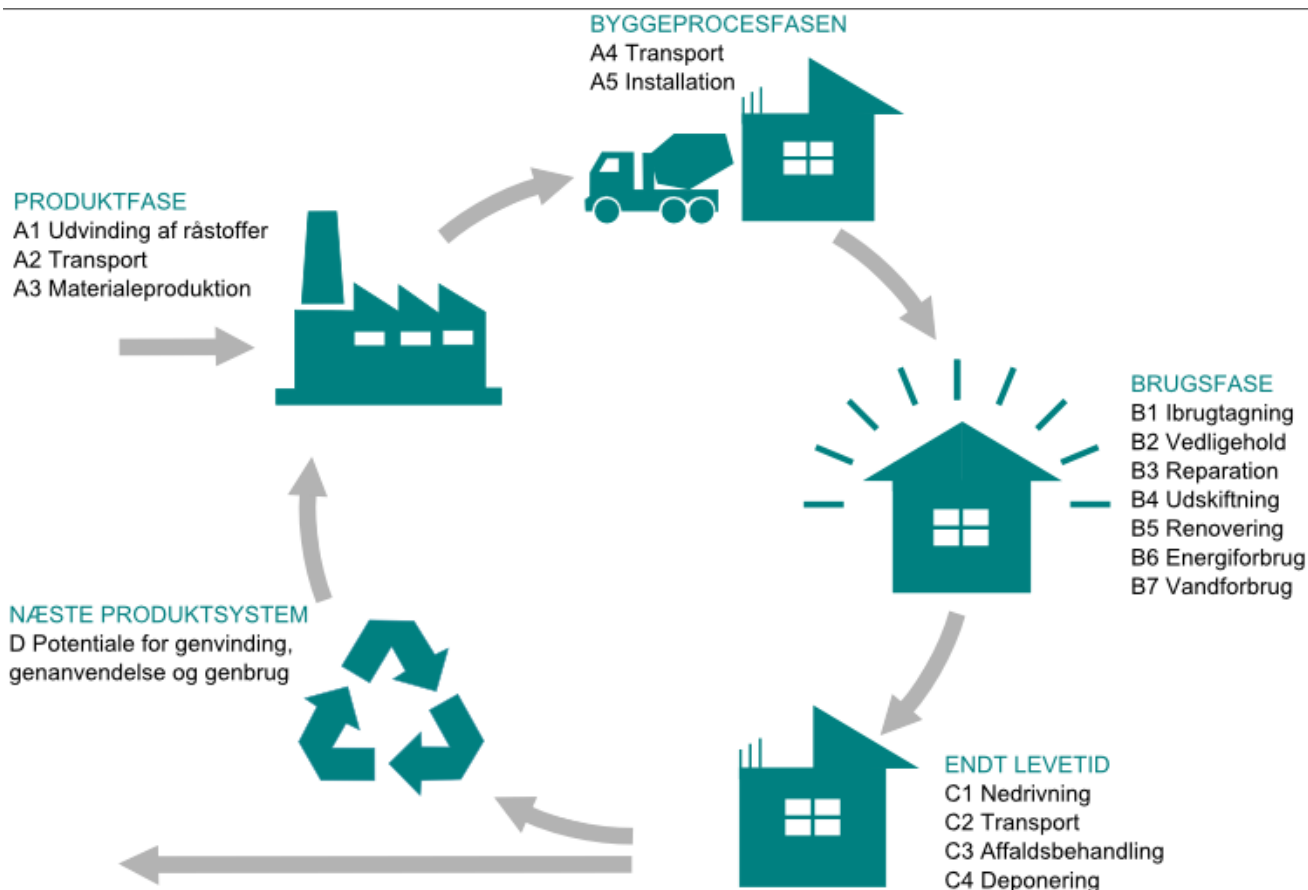 BYGGEPROCESFASEN
A4 Transport
A5 Installation
PRODUKTFASE
A1 Udvinding af råstoffer
A2 Transport
A3 Materialeproduktion
BRUGSFASE
B1 Ibrugtagning
B2 Vedligehold
B3 Reparation
B4 Udskiftning
B5 Renovering
B6 Energiforbrug
B7 Vandforbrug
NÆSTE PRODUKTSYSTEM
D Potentiale for genvinding,
genanvendelse og genbrug
ENDT LEVETID
C1 Nedrivning
C2 Transport
C3 Affaldsbehandling
C4 Deponering